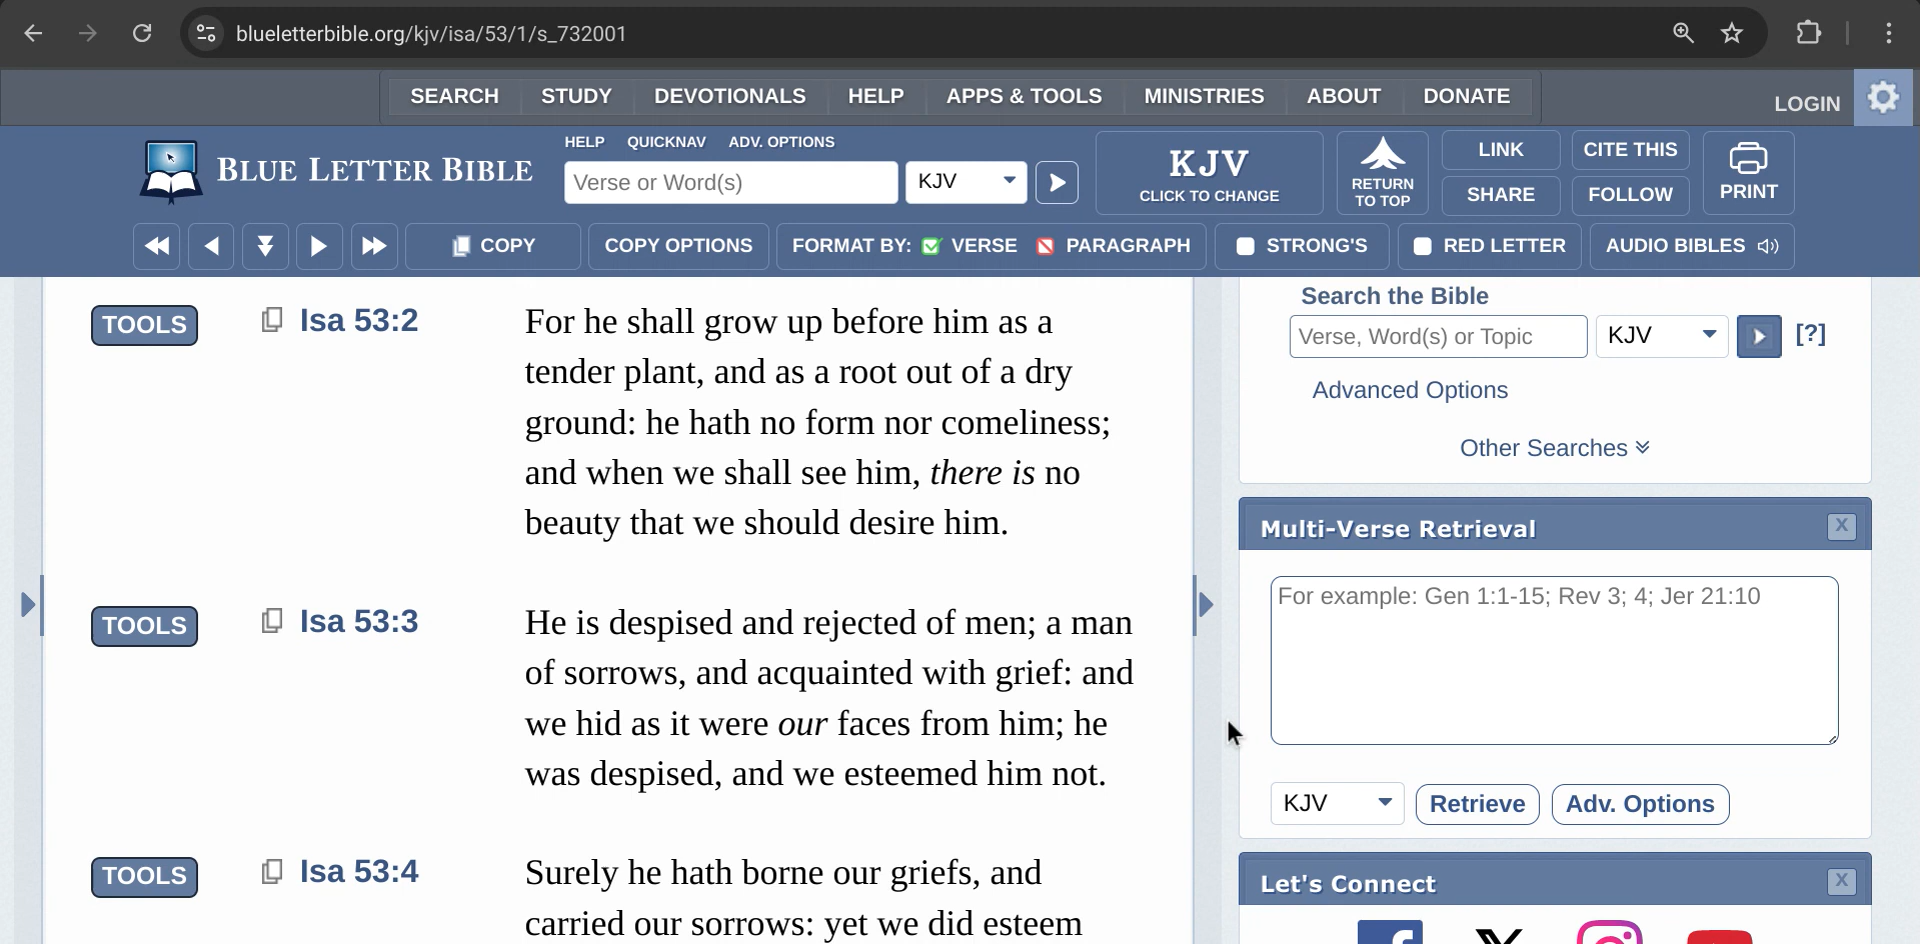 blueletterbible.org/kjv/isa/53/1/s_732001
SEARCH STUDY DEVOTIONALS HELP APPS & TOOLS MINISTRIES ABOUT DONATE LOGIN
BLUE LETTER BIBLE
HELP QUICKNAV ADV. OPTIONS
Verse or Word(s) KJV
KJV
CLICK TO CHANGE
RETURN
TO TOP
LINK CITE THIS
SHARE FOLLOW
PRINT
COPY COPY OPTIONS FORMAT BY: VERSE PARAGRAPH STRONG'S RED LETTER AUDIO BIBLES
TOOLS Isa 53:2 For he shall grow up before him as a
tender plant, and as a root out of a dry
ground: he hath no form nor comeliness;
and when we shall see him, there is no
beauty that we should desire him.
TOOLS Isa 53:3 He is despised and rejected of men; a man
of sorrows, and acquainted with grief: and
we hid as it were our faces from him; he
was despised, and we esteemed him not.
TOOLS Isa 53:4 Surely he hath borne our griefs, and
carried our sorrows: yet we did esteem
Search the Bible
Verse, Word(s) or Topic KJV [?]
Advanced Options
Other Searches
Multi-Verse Retrieval X
For example: Gen 1:1-15; Rev 3; 4; Jer 21:10
KJV Retrieve Adv. Options
Let's Connect X